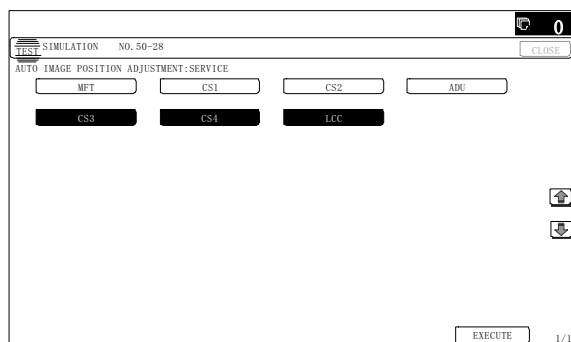 0
TEST SIMULATION NO.50-28 CLOSE
AUTO IMAGE POSITION ADJUSTMENT:SERVICE
MFT CS1 CS2 ADU
CS3 CS4 LCC
EXECUTE 1/1